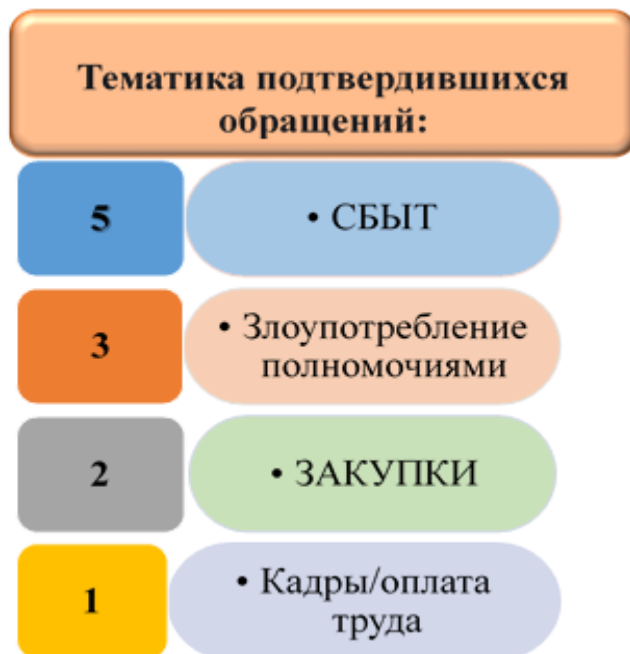 Тематика подтвердившихся
обращений:
5
• СБЫТ
3
• Злоупотребление
полномочиями
2
• ЗАКУПКИ
1
• Кадры/оплата
труда